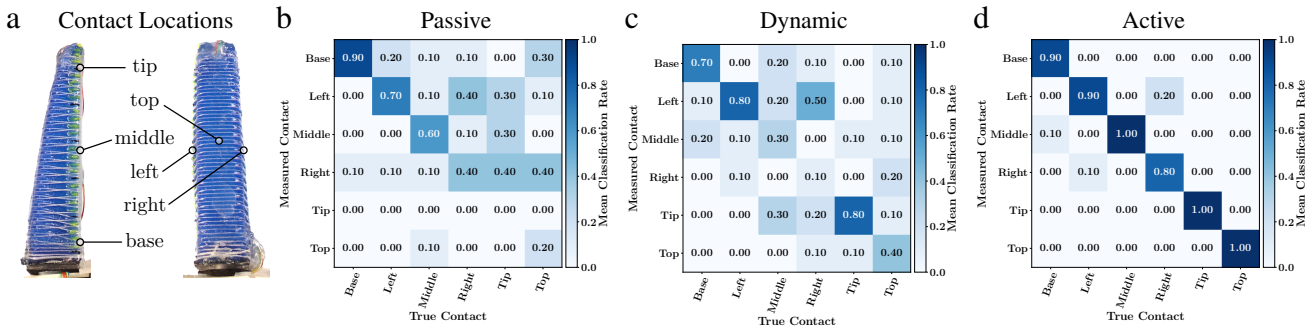 a Contact Locations
tip
top
middle
left
right
base
b Passive
Measured Contact
Base 0.90 0.20 0.10 0.10 0.00 0.30
Left 0.00 0.70 0.10 0.40 0.30 0.10
Middle 0.00 0.00 0.60 0.10 0.30 0.00
Right 0.10 0.10 0.10 0.40 0.40 0.40
Tip 0.00 0.00 0.00 0.00 0.00 0.00
Top 0.00 0.00 0.10 0.00 0.00 0.20
Base Left Middle Right Tip Top
True Contact
1.0
0.8
0.6
0.4
0.2
0.0
Mean Classification Rate
c Dynamic
Measured Contact
Base 0.70 0.00 0.20 0.10 0.00 0.10
Left 0.10 0.80 0.20 0.50 0.00 0.10
Middle 0.20 0.10 0.30 0.00 0.10 0.10
Right 0.00 0.10 0.00 0.10 0.00 0.20
Tip 0.00 0.00 0.30 0.20 0.80 0.10
Top 0.00 0.00 0.00 0.10 0.10 0.40
Base Left Middle Right Tip Top
True Contact
1.0
0.8
0.6
0.4
0.2
0.0
Mean Classification Rate
d Active
Measured Contact
Base 0.90 0.00 0.00 0.00 0.00 0.00
Left 0.00 0.90 0.00 0.20 0.00 0.00
Middle 0.10 0.00 1.00 0.00 0.00 0.00
Right 0.00 0.10 0.00 0.80 0.00 0.00
Tip 0.00 0.00 0.00 0.00 1.00 0.00
Top 0.00 0.00 0.00 0.00 0.00 1.00
Base Left Middle Right Tip Top
True Contact
1.0
0.8
0.6
0.4
0.2
0.0
Mean Classification Rate